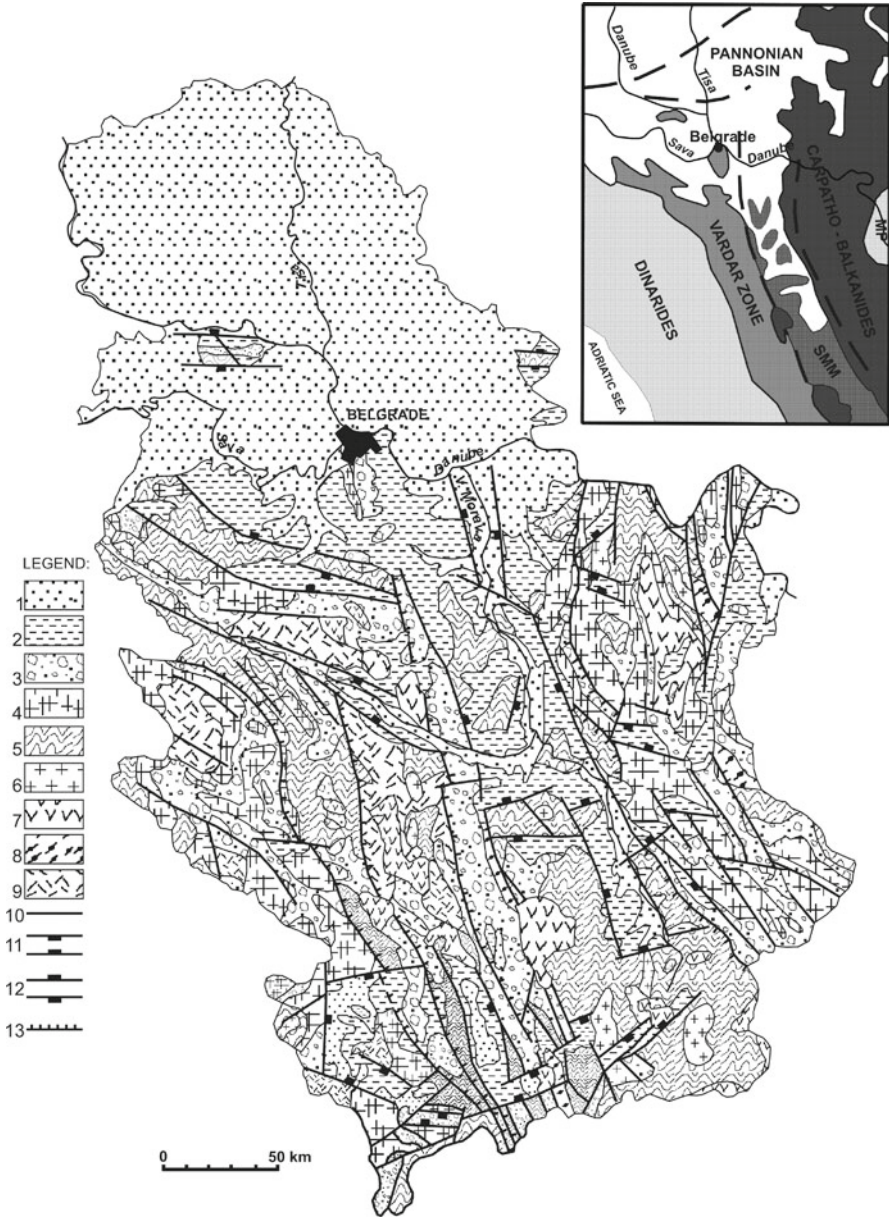 Danube
Tisa
PANNONIAN
BASIN
Belgrade
Sava
Danube
CARPATHO - BALKANIDES
MP
VARDAR ZONE
DINARIDES
SMM
ADRIATIC SEA
Tisa
BELGRADE
Sava
Danube
V. Morava
LEGEND:
1
2
3
4
5
6
7
8
9
10
11
12
13
0 50 km